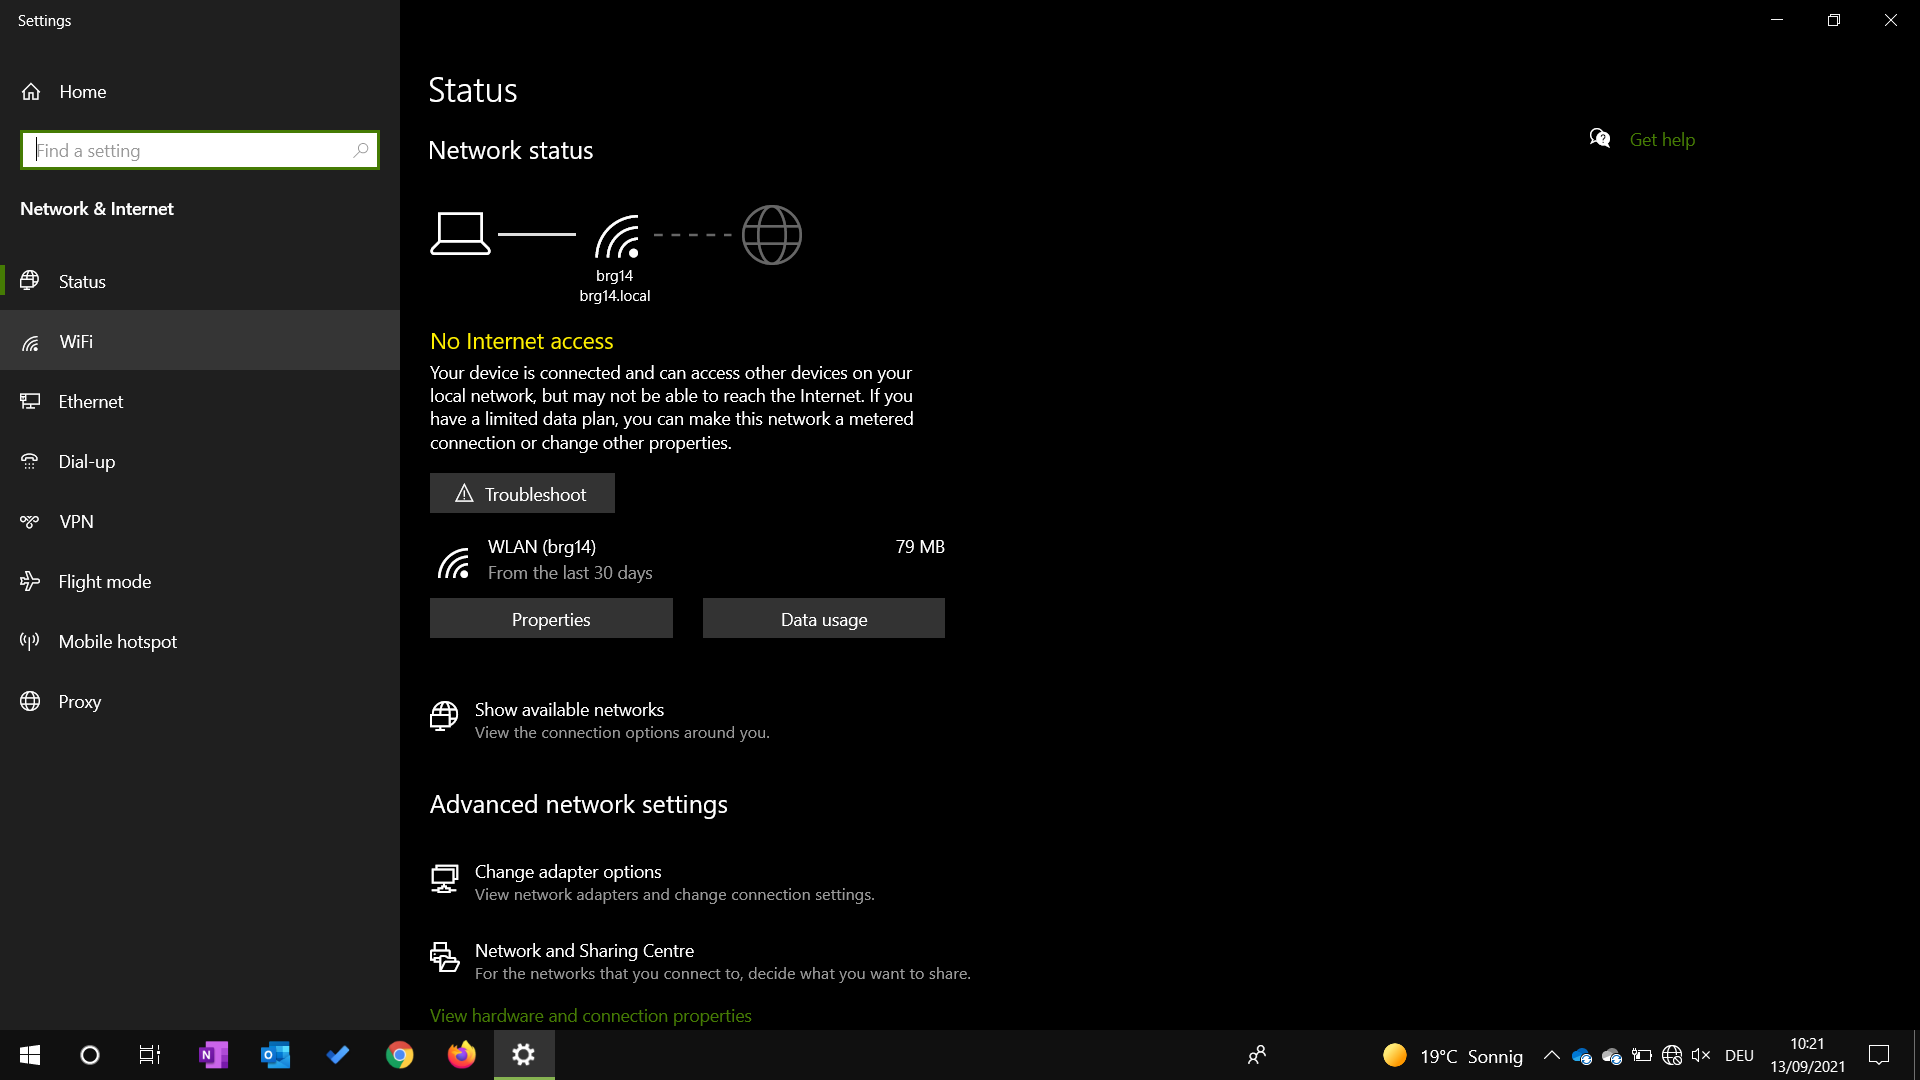 Settings
Home
Find a setting
Network & Internet
Status
WiFi
Ethernet
Dial-up
VPN
Flight mode
Mobile hotspot
Proxy
Status
Network status
Get help
brg14
brg14.local
No Internet access
Your device is connected and can access other devices on your
local network, but may not be able to reach the Internet. If you
have a limited data plan, you can make this network a metered
connection or change other properties.
Troubleshoot
WLAN (brg14) 79 MB
From the last 30 days
Properties Data usage
Show available networks
View the connection options around you.
Advanced network settings
Change adapter options
View network adapters and change connection settings.
Network and Sharing Centre
For the networks that you connect to, decide what you want to share.
View hardware and connection properties
19°C Sonnig DEU
10:21
13/09/2021